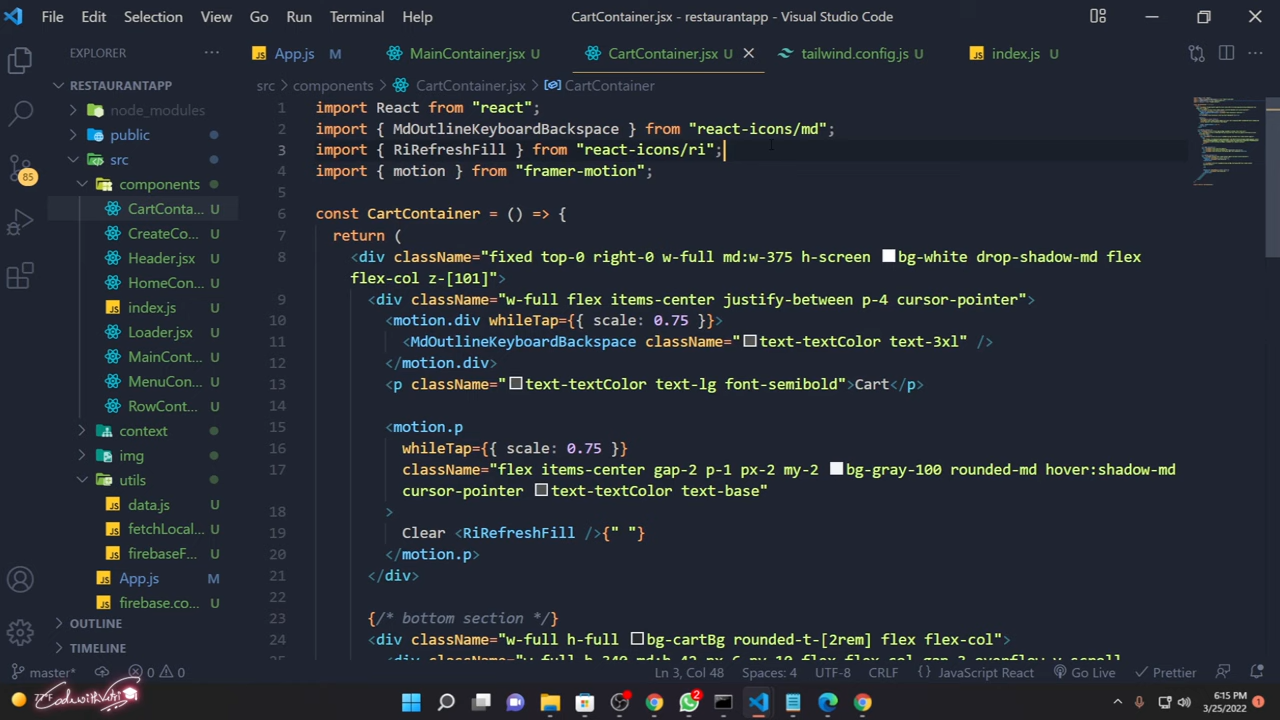 File Edit Selection View Go Run Terminal Help CartContainer.jsx - restaurantapp - Visual Studio Code
EXPLORER
App.js M MainContainer.jsx U CartContainer.jsx U tailwind.config.js U index.js U
RESTAURANTAPP
src components CartContainer.jsx CartContainer
node_modules
public
src
components
CartConta... U
CreateCo... U
Header.jsx U
HomeCon... U
index.js U
Loader.jsx U
MainCont... U
MenuCon... U
RowCont... U
context
img
utils
data.js U
fetchLocal... U
firebaseF... U
App.js M
firebase.co... U
OUTLINE
TIMELINE
85
1 import React from "react";
2 import { MdOutlineKeyboardBackspace } from "react-icons/md";
3 import { RiRefreshFill from "react-icons/ri";
4 import { motion } from "framer-motion";
5
6 const CartContainer = () => {
7 return (
8 <div className="fixed top-0 right-0 w-full md:w-375 h-screen bg-white drop-shadow-md flex
flex-col z-[101]">
9 <div className="w-full flex items-center justify-between p-4 cursor-pointer">
10 <motion.div whileTap={{ scale: 0.75 }}>
11 <MdOutlineKeyboardBackspace className="text-textColor text-3xl" />
12 </motion.div>
13 <p className="text-textColor text-lg font-semibold">Cart</p>
14
15 <motion.p
16 whileTap={{ scale: 0.75 }}
17 className="flex items-center gap-2 p-1 px-2 my-2 bg-gray-100 rounded-md hover:shadow-md
cursor-pointer text-textColor text-base"
18 >
19 Clear <RiRefreshFill />{" "}
20 </motion.p>
21 </div>
22
23 {/* bottom section */}
24 <div className="w-full h-full bg-cartBg rounded-t-[2rem] flex flex-col">
master* 0 0 Ln 3, Col 48 Spaces: 4 UTF-8 CRLF JavaScript React Go Live Prettier
2
6:15 PM
3/25/2022
1